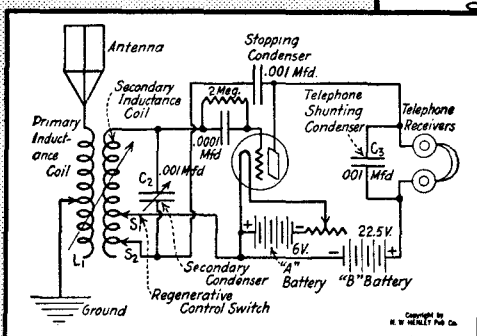 Antenna
Stopping
Condenser
.001 Mfd.
Secondary
Inductance
Coil
2 Meg.
Telephone
Shunting
Condenser
Telephone
Receivers
Primary
Induct-
ance
Coil
.0001
Mfd
C2
.001 Mfd
C3
.001 Mfd
L1
S1
S2
+
-
6V.
"A"
Battery
22.5V.
-
+
"B" Battery
Secondary
Condenser
Regenerative
Control Switch
Ground
Copyright by
N. W. HENLEY Pub Co.